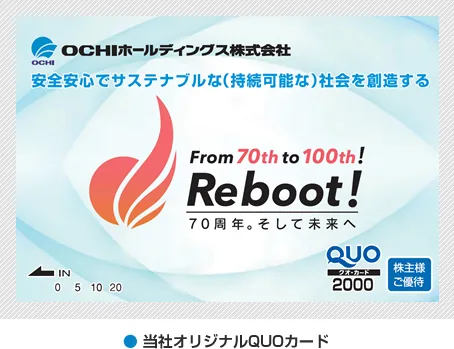 OCHIホールディングス株式会社
OCHI
安全安心でサステナブルな(持続可能な)社会を創造する
From 70th to 100th!
Reboot!
70周年。そして未来へ
QUO
クオ・カード
2000
株主様
ご優待
IN
0 5 10 20
● 当社オリジナルQUOカード